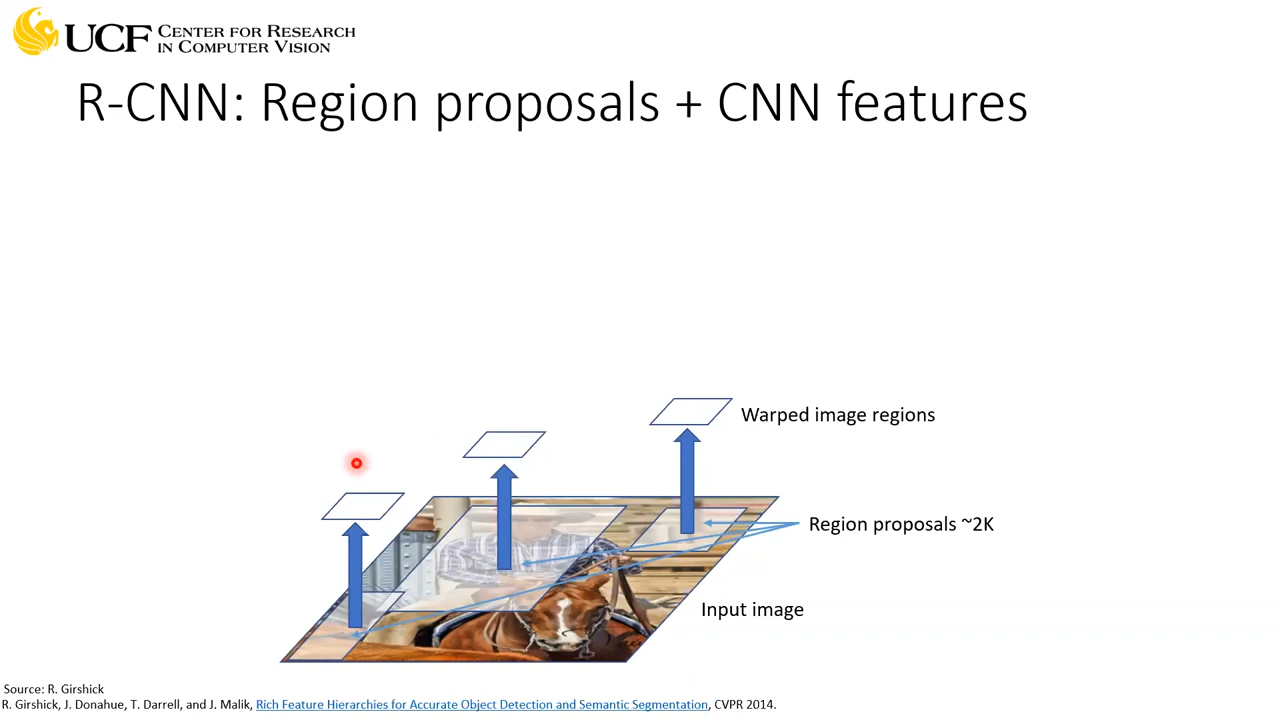 UCF CENTER FOR RESEARCH
IN COMPUTER VISION
R-CNN: Region proposals + CNN features
Warped image regions
Region proposals ~2K
Input image
Source: R. Girshick
R. Girshick, J. Donahue, T. Darrell, and J. Malik, Rich Feature Hierarchies for Accurate Object Detection and Semantic Segmentation, CVPR 2014.